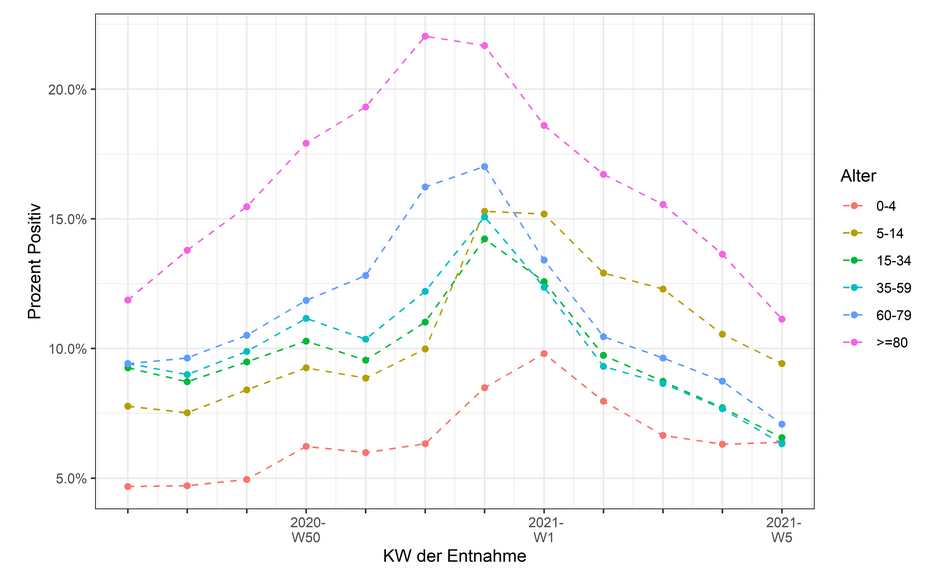 Prozent Positiv
20.0%
15.0%
10.0%
5.0%
2020-
W50
2021-
W1
2021-
W5
KW der Entnahme
Alter
0-4
5-14
15-34
35-59
60-79
>=80